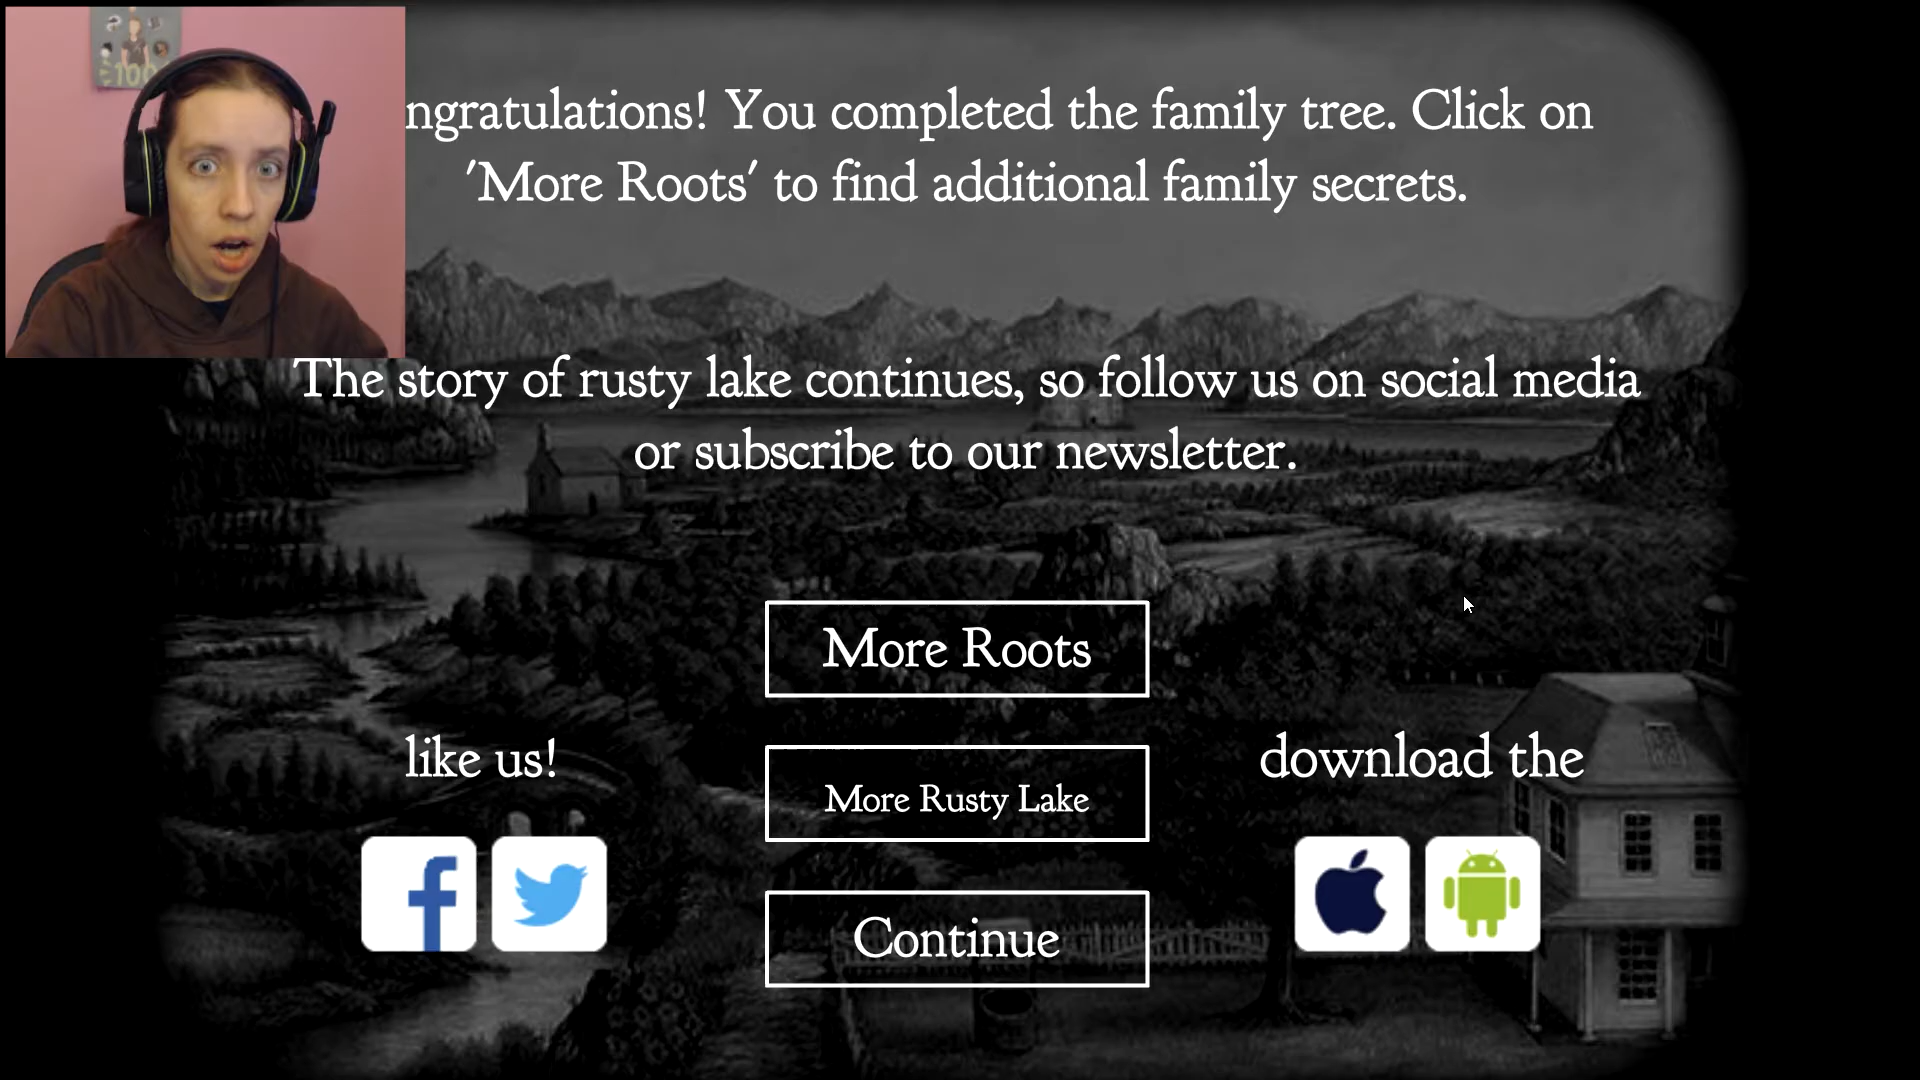 ngratulations! You completed the family tree. Click on
'More Roots' to find additional family secrets.
The story of rusty lake continues, so follow us on social media
or subscribe to our newsletter.
More Roots
like us!
More Rusty Lake
download the
Continue
100